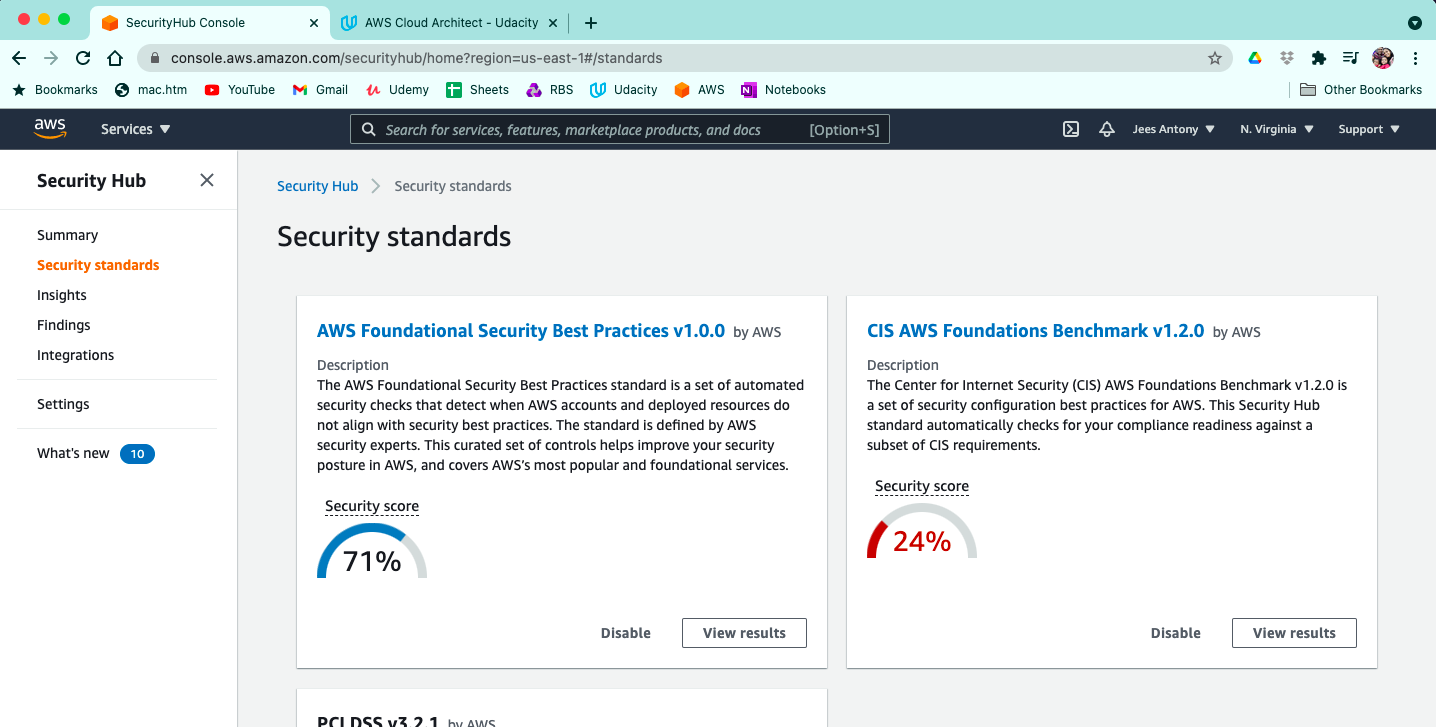 SecurityHub Console
AWS Cloud Architect - Udacity
console.aws.amazon.com/securityhub/home?region=us-east-1#/standards
Bookmarks mac.htm YouTube Gmail Udemy Sheets RBS Udacity AWS Notebooks Other Bookmarks
aws Services Search for services, features, marketplace products, and docs [Option+S] Jees Antony N. Virginia Support
Security Hub
Summary
Security standards
Insights
Findings
Integrations
Settings
What's new 10
Security Hub Security standards
Security standards
AWS Foundational Security Best Practices v1.0.0 by AWS
Description
The AWS Foundational Security Best Practices standard is a set of automated
security checks that detect when AWS accounts and deployed resources do
not align with security best practices. The standard is defined by AWS
security experts. This curated set of controls helps improve your security
posture in AWS, and covers AWS's most popular and foundational services.
Security score
71%
Disable View results
CIS AWS Foundations Benchmark v1.2.0 by AWS
Description
The Center for Internet Security (CIS) AWS Foundations Benchmark v1.2.0 is
a set of security configuration best practices for AWS. This Security Hub
standard automatically checks for your compliance readiness against a
subset of CIS requirements.
Security score
24%
Disable View results
PCI DSS v3.2.1 by AWS